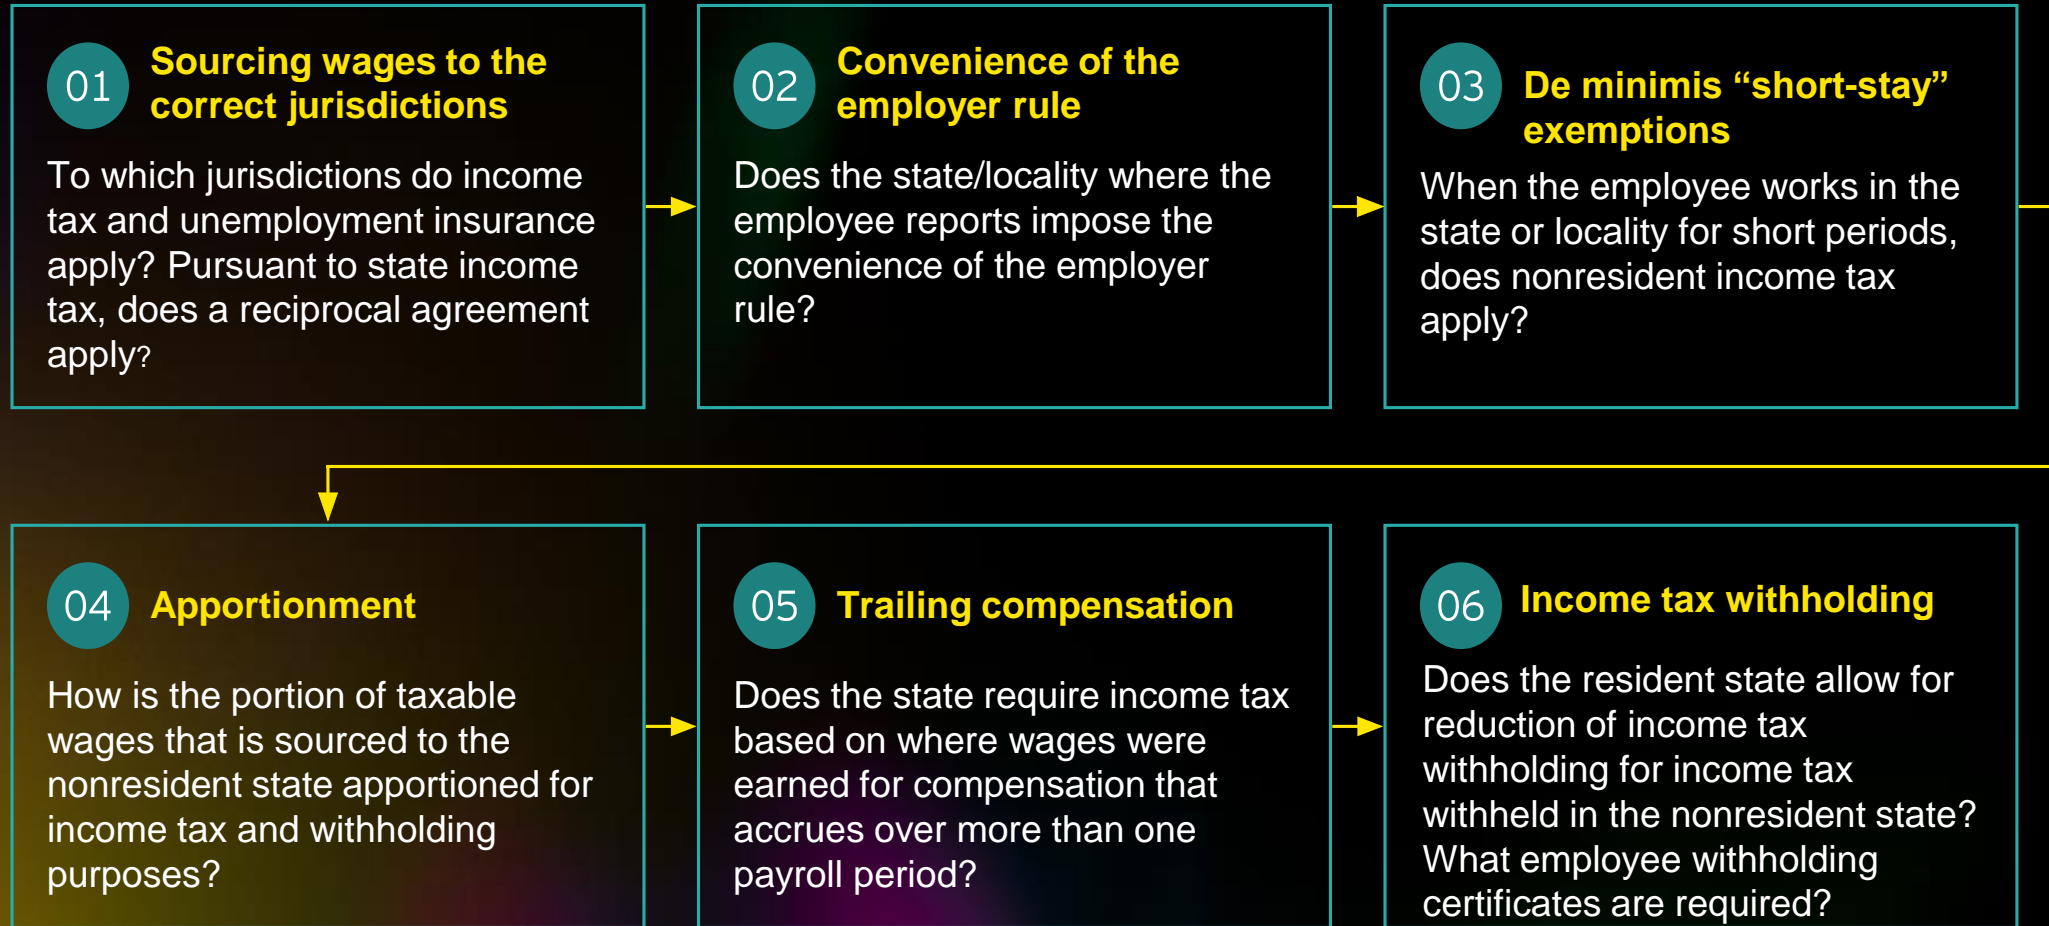 01
Sourcing wages to the
correct jurisdictions
To which jurisdictions do income
tax and unemployment insurance
apply? Pursuant to state income
tax, does a reciprocal agreement
apply?
02
Convenience of the
employer rule
Does the state/locality where the
employee reports impose the
convenience of the employer
rule?
03
De minimis “short-stay”
exemptions
When the employee works in the
state or locality for short periods,
does nonresident income tax
apply?
04
Apportionment
How is the portion of taxable
wages that is sourced to the
nonresident state apportioned for
income tax and withholding
purposes?
05
Trailing compensation
Does the state require income tax
based on where wages were
earned for compensation that
accrues over more than one
payroll period?
06
Income tax withholding
Does the resident state allow for
reduction of income tax
withholding for income tax
withheld in the nonresident state?
What employee withholding
certificates are required?